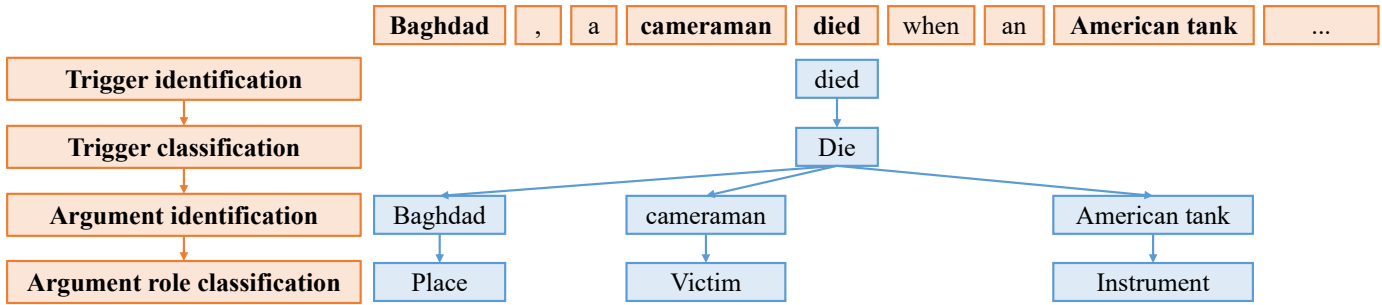 Baghdad , a cameraman died when an American tank ...
Trigger identification died
Trigger classification Die
Argument identification Baghdad cameraman American tank
Argument role classification Place Victim Instrument